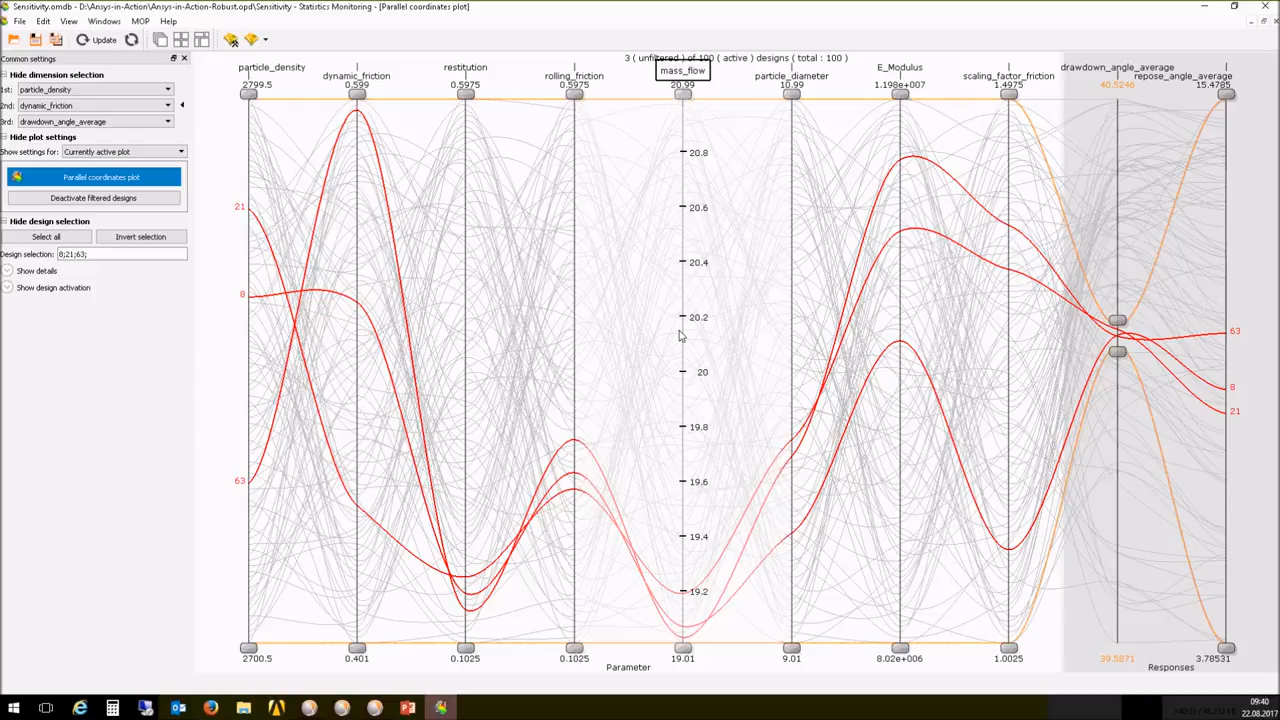 Sensitivity.omdb - D:\Ansys-in-Action\Ansys-in-Action-Robust.opd\Sensitivity - Statistics Monitoring - [Parallel coordinates plot]
File Edit View Windows MOP Help
Update
Common settings
Hide dimension selection
1st: particle_density
2nd: dynamic_friction
3rd: drawdown_angle_average
Hide plot settings
Show settings for: Currently active plot
Parallel coordinates plot
Deactivate filtered designs
Hide design selection
Select all Invert selection
Design selection: 8;21;63;
Show details
Show design activation
3 ( unfiltered ) of 100 ( active ) designs ( total : 100 )
particle_density
dynamic_friction
restitution
rolling_friction
mass_flow
particle_diameter
E_Modulus
scaling_factor_friction
drawdown_angle_average
repose_angle_average
2799.5 0.599 0.5975 0.5975 20.99 10.99 1.198e+007 1.4975 40.5246 15.4785
20.8
20.6
20.4
20.2
20
19.8
19.6
19.4
19.2
21
8
63
63
8
21
2700.5 0.401 0.1025 0.1025 19.01 9.01 8.02e+006 1.0025 39.5871 3.78531
Parameter Responses
09:40
22.08.2017